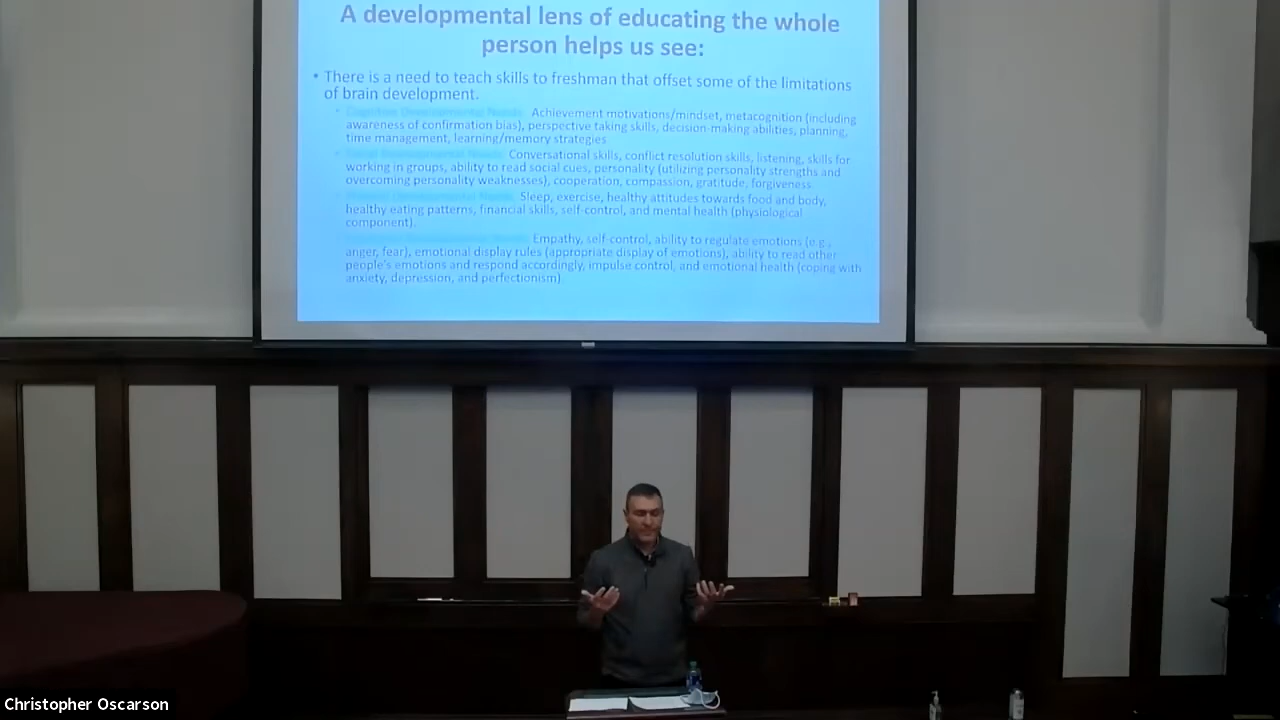 A developmental lens of educating the whole
person helps us see:
• There is a need to teach skills to freshman that offset some of the limitations
of brain development.
• Cognitive Developmental Needs: Achievement motivations/mindset, metacognition (including
awareness of confirmation bias), perspective taking skills, decision-making abilities, planning,
time management, learning/memory strategies
• Developmental Needs: Conversational skills, conflict resolution skills, listening, skills for
working in groups, ability to read social cues, personality (utilizing personality strengths and
overcoming personality weaknesses), cooperation, compassion, gratitude, forgiveness
• Developmental Needs: Sleep, exercise, healthy attitudes towards food and body,
healthy eating patterns, financial skills, self-control, and mental health (physiological
component).
Empathy, self-control, ability to regulate emotions (e.g.,
anger, fear), emotional display rules (appropriate display of emotions), ability to read other
people's emotions and respond accordingly, impulse control, and emotional health (coping with
anxiety, depression, and perfectionism)
Christopher Oscarson